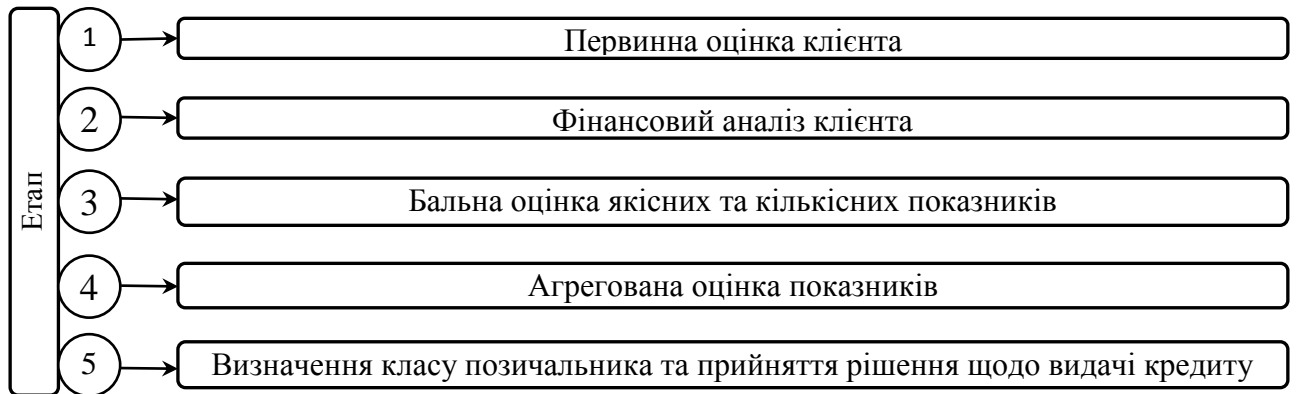 Етап
1 Первинна оцінка клієнта
2 Фінансовий аналіз клієнта
3 Бальна оцінка якісних та кількісних показників
4 Агрегована оцінка показників
5 Визначення класу позичальника та прийняття рішення щодо видачі кредиту